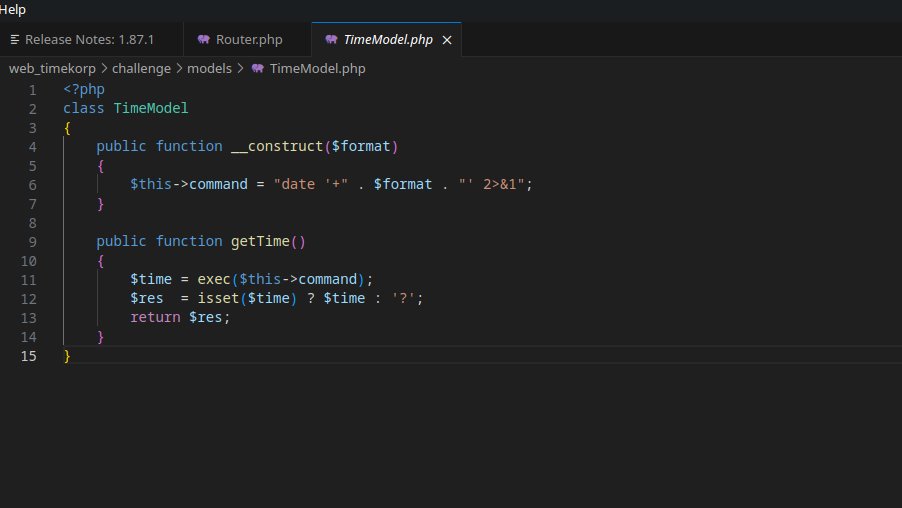 Help
Release Notes: 1.87.1 Router.php TimeModel.php ×
web_timekorp > challenge > models > TimeModel.php
1 <?php
2 class TimeModel
3 {
4     public function __construct($format)
5     {
6         $this->command = "date '+" . $format . "' 2>&1";
7     }
8
9     public function getTime()
10     {
11         $time = exec($this->command);
12         $res  = isset($time) ? $time : '?';
13         return $res;
14     }
15 }